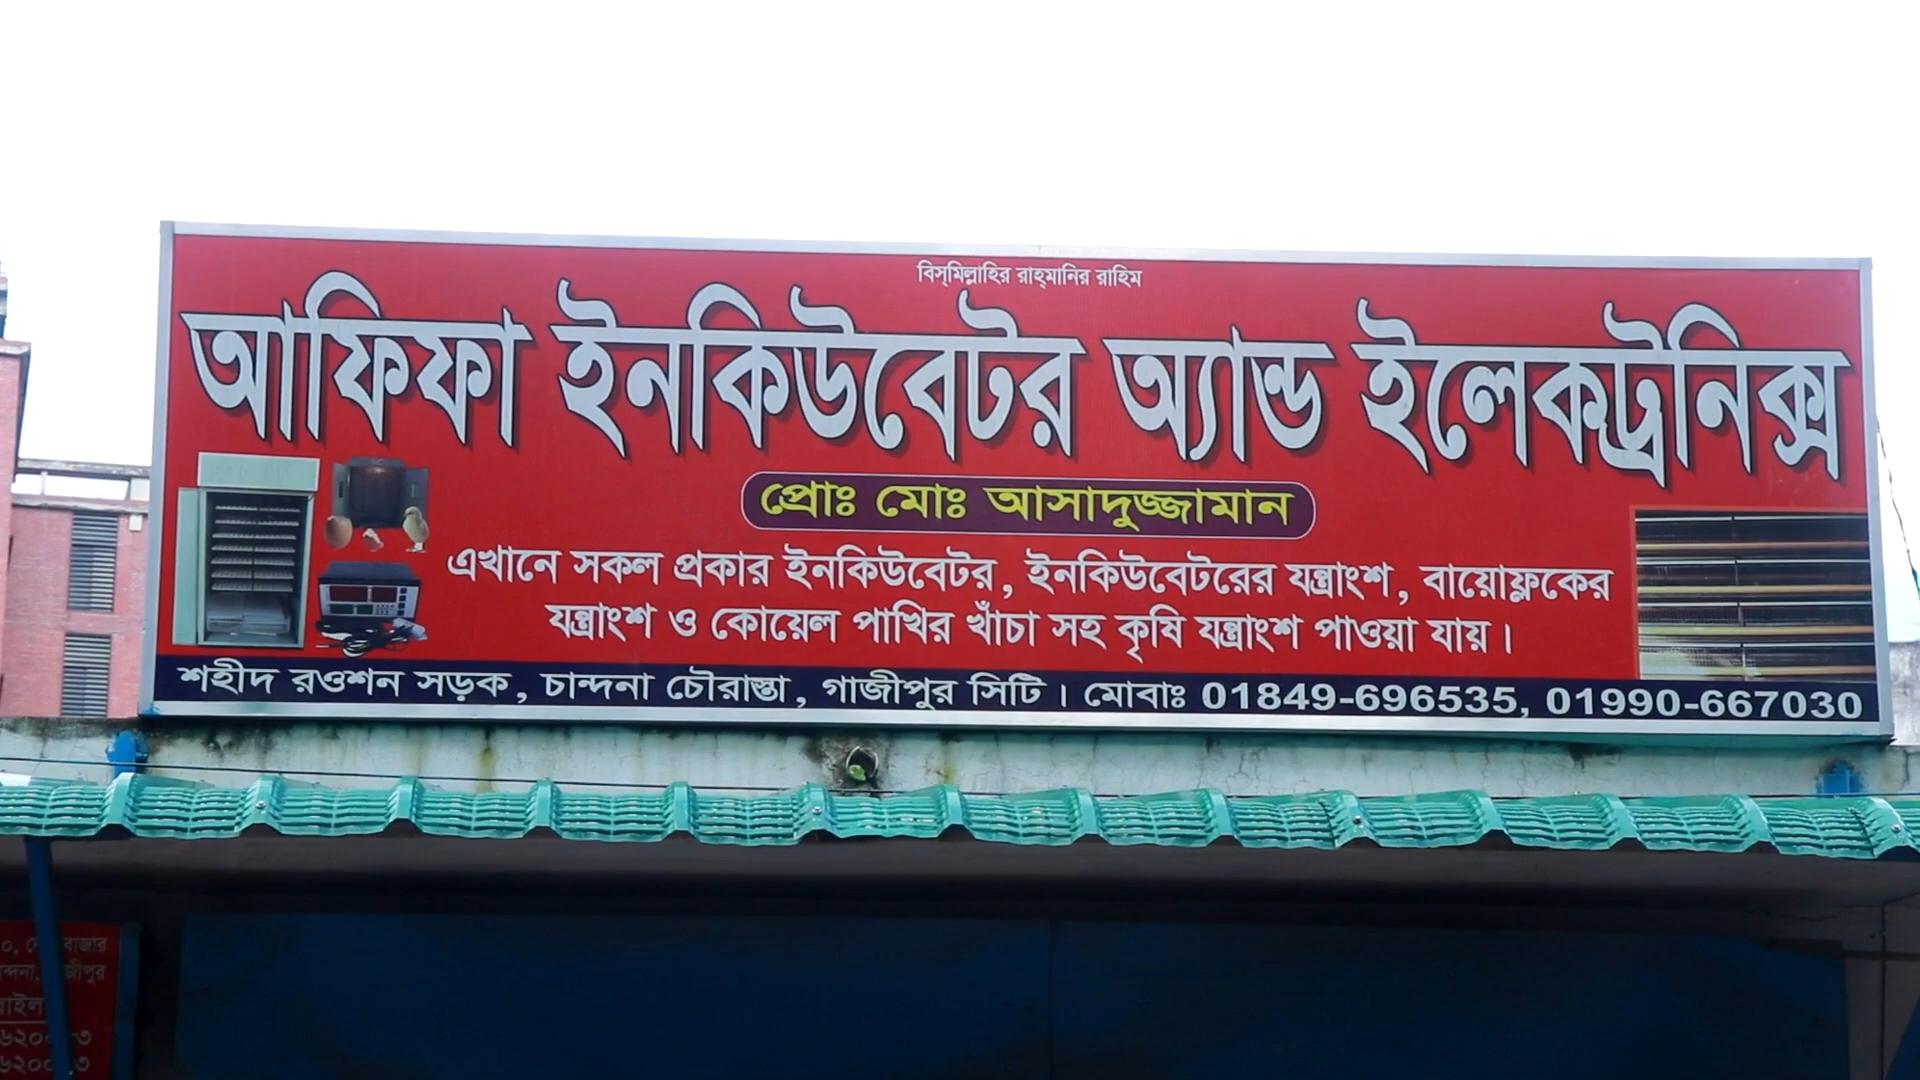 বিস্‌মিল্লাহির রাহ্‌মানির রাহিম
আফিফা ইনকিউবেটর অ্যান্ড ইলেকট্রনিক্স
প্রোঃ মোঃ আসাদুজ্জামান
এখানে সকল প্রকার ইনকিউবেটর, ইনকিউবেটরের যন্ত্রাংশ, বায়োফ্লকের
যন্ত্রাংশ ও কোয়েল পাখির খাঁচা সহ কৃষি যন্ত্রাংশ পাওয়া যায়।
শহীদ রওশন সড়ক, চান্দনা চৌরাস্তা, গাজীপুর সিটি। মোবাঃ 01849-696535, 01990-667030
বাজার